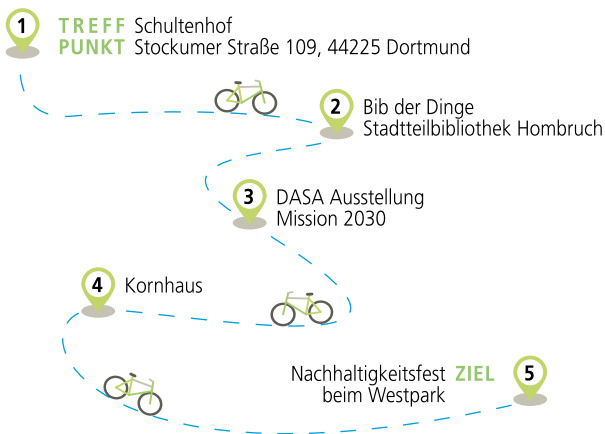 1 TREFF Schultenhof
PUNKT Stockumer Straße 109, 44225 Dortmund
2 Bib der Dinge
Stadtteilbibliothek Hombruch
3 DASA Ausstellung
Mission 2030
4 Kornhaus
Nachhaltigkeitsfest ZIEL 5
beim Westpark